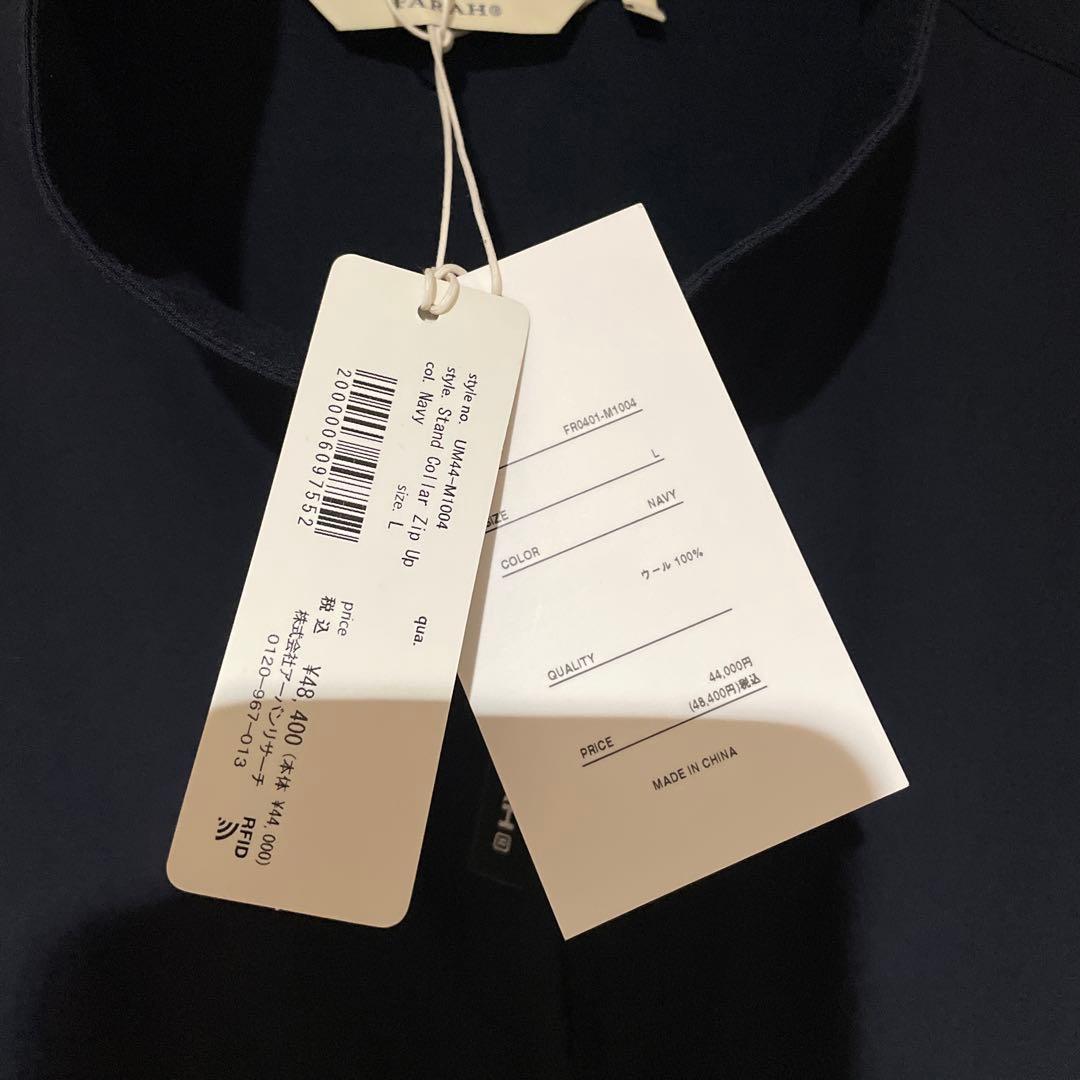 FARAH®
style no. UM44-M1004
style. Stand Collar Zip Up
col. Navy
size. L
qua.
2000006097552
price
税込 ¥48,400 (本体 ¥44,000)
株式会社アーバンリサーチ
0120-967-013
RFID
FR0401-M1004
L
SIZE
NAVY
COLOR
ウール 100%
QUALITY
44,000円
(48,400円)税込
PRICE
MADE IN CHINA
H